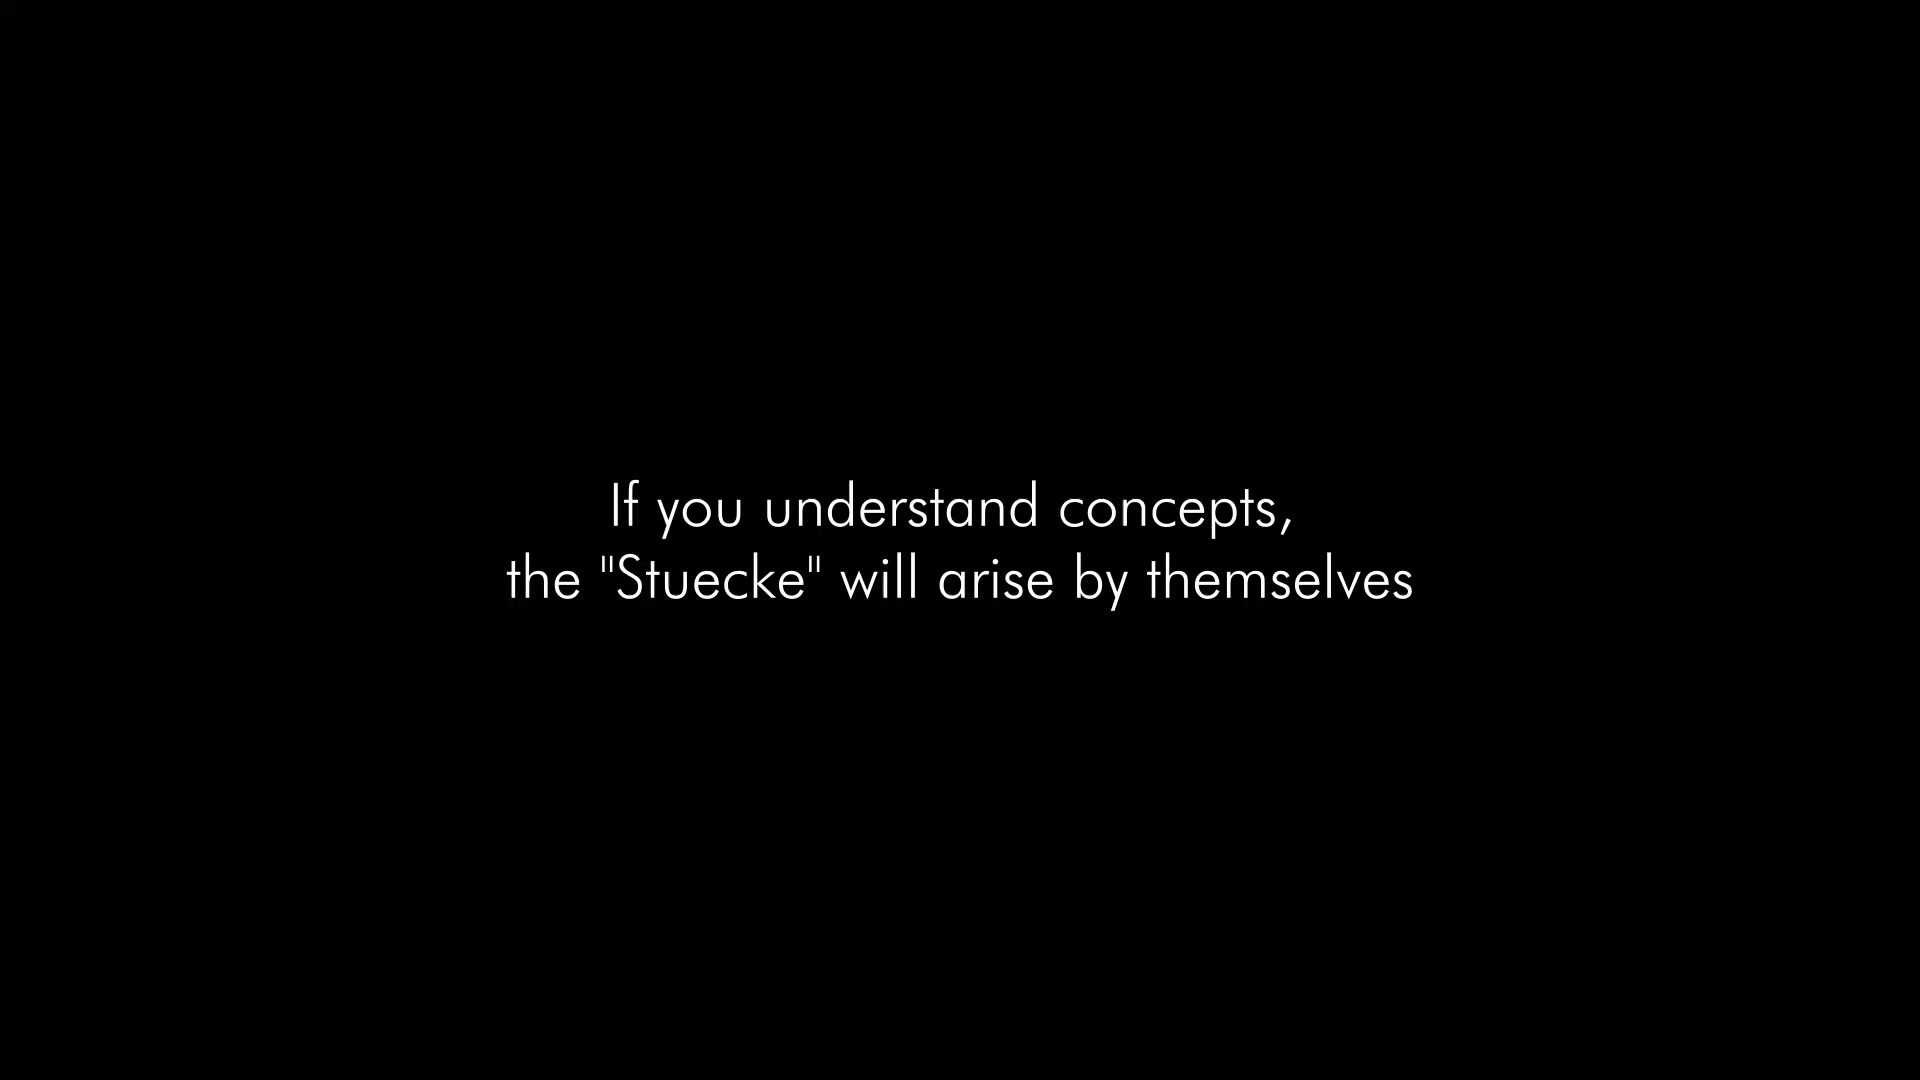 If you understand concepts,
the "Stuecke" will arise by themselves